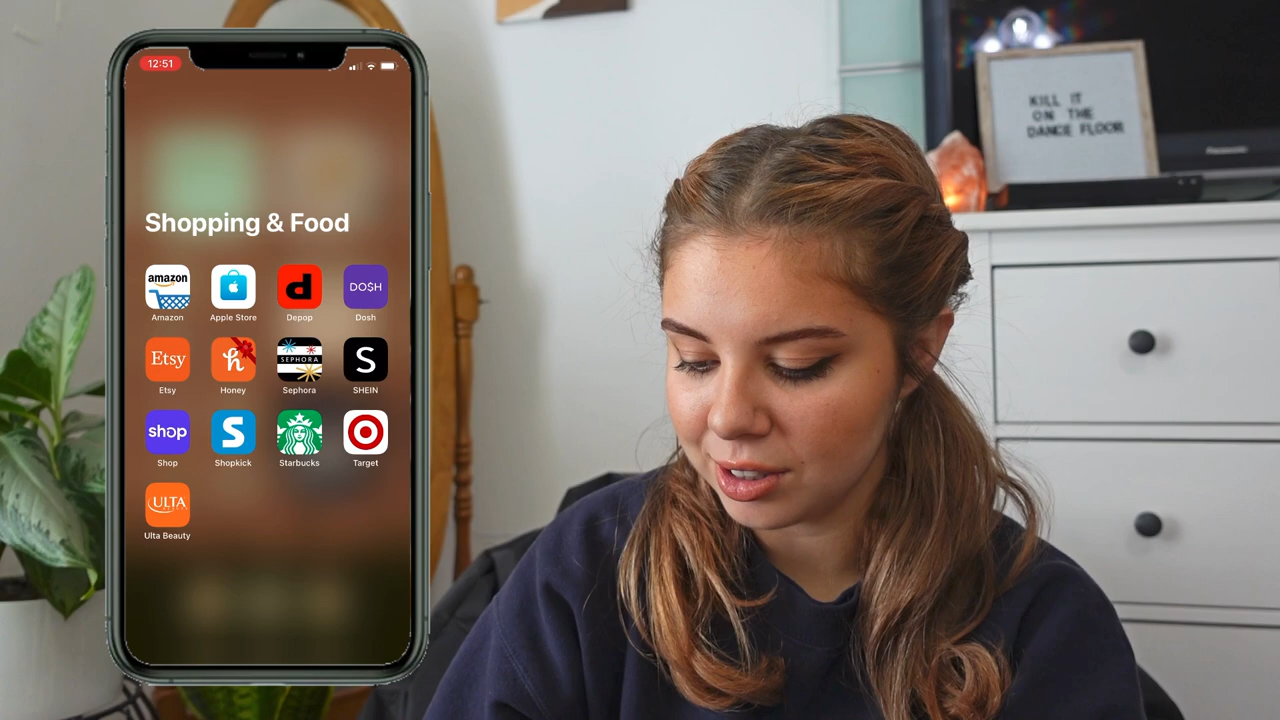 12:51
Shopping & Food
amazon
d
DO$H
Amazon
Apple Store
Depop
Dosh
Etsy
h
SEPHORA
S
Etsy
Honey
Sephora
SHEIN
shop
S
Shop
Shopkick
Starbucks
Target
ULTA
Ulta Beauty
KILL IT
ON THE
DANCE FLOOR
Panasonic